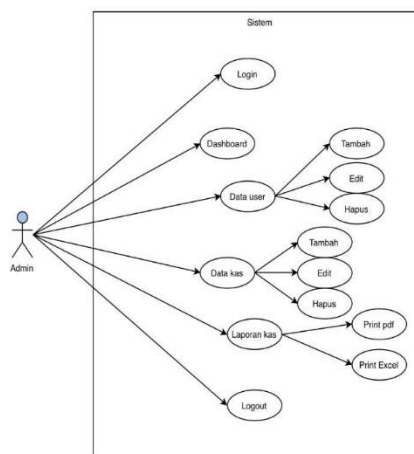 Sistem
Login
Dashboard
Tambah
Data user
Edit
Hapus
Admin
Tambah
Data kas
Edit
Hapus
Laporan kas
Print pdf
Print Excel
Logout